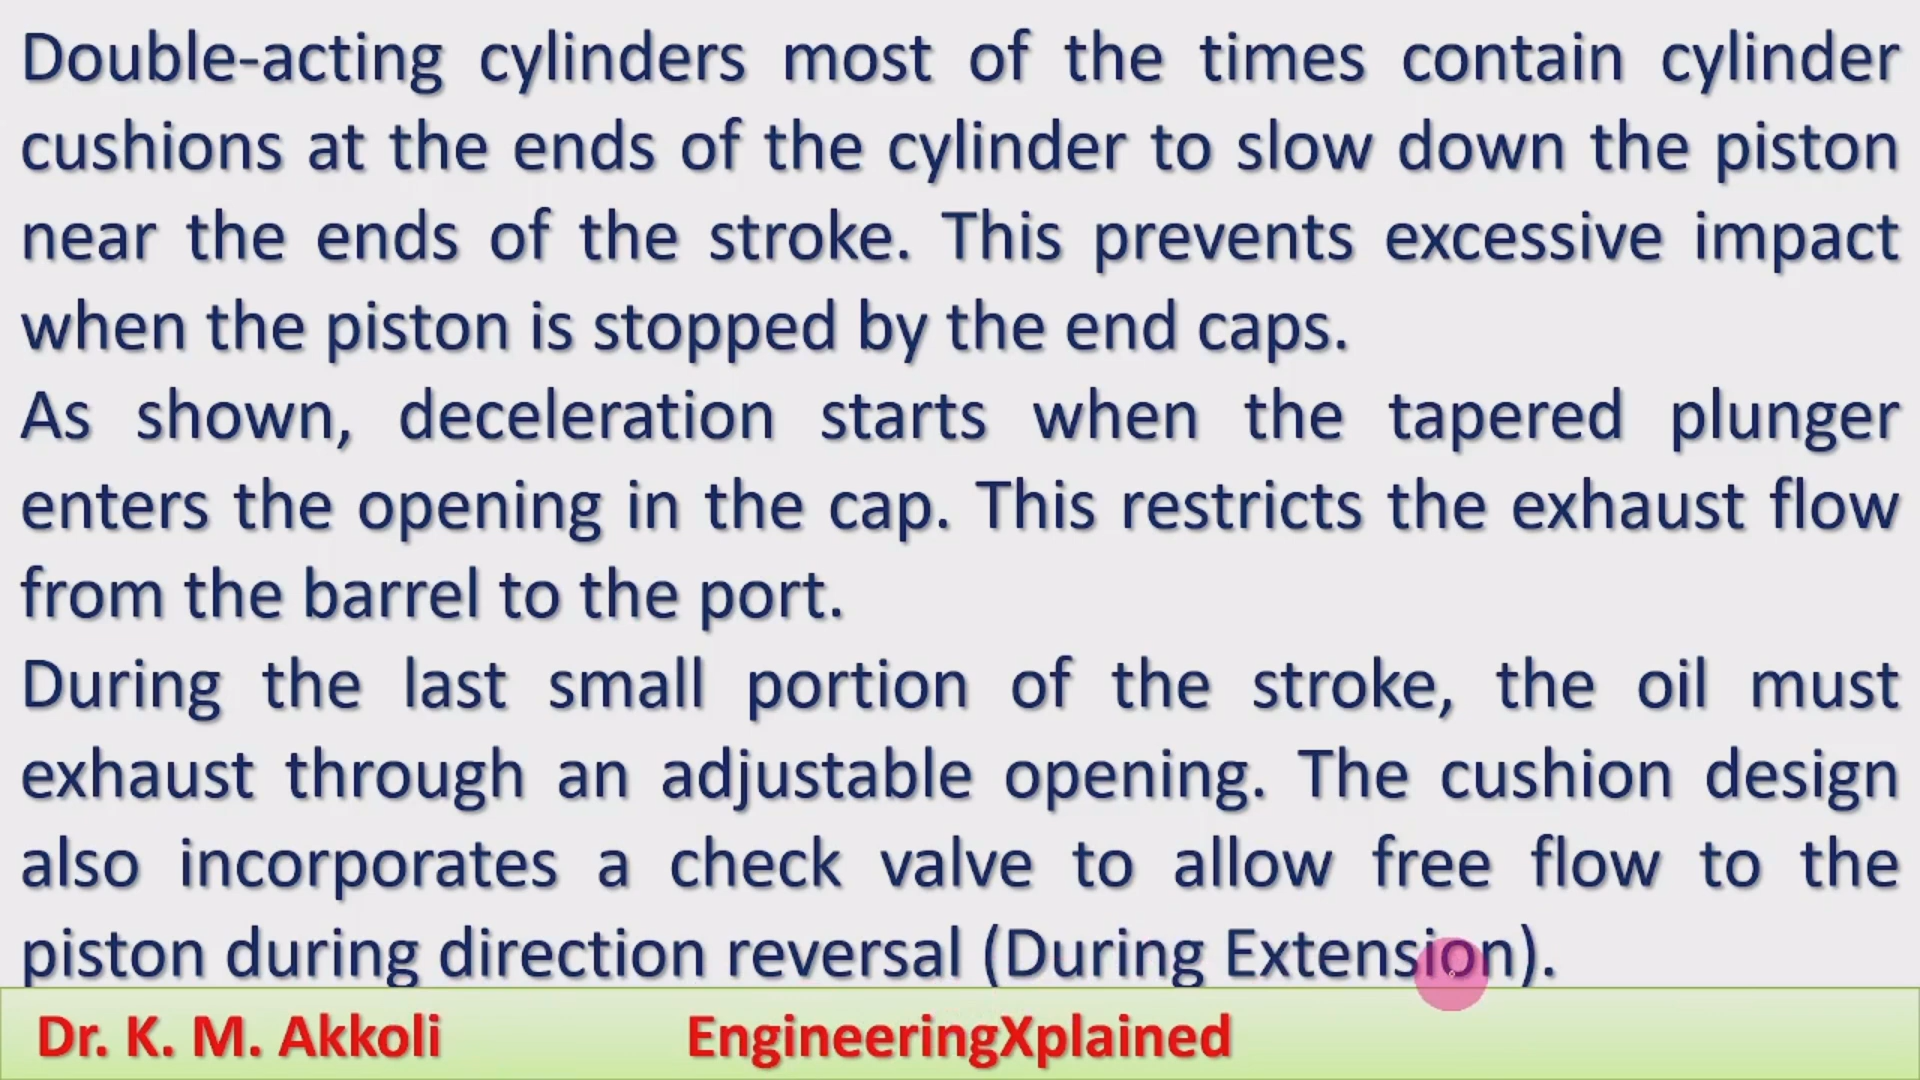 Double-acting cylinders most of the times contain cylinder
cushions at the ends of the cylinder to slow down the piston
near the ends of the stroke. This prevents excessive impact
when the piston is stopped by the end caps.
As shown, deceleration starts when the tapered plunger
enters the opening in the cap. This restricts the exhaust flow
from the barrel to the port.
During the last small portion of the stroke, the oil must
exhaust through an adjustable opening. The cushion design
also incorporates a check valve to allow free flow to the
piston during direction reversal (During Extension).
Dr. K. M. Akkoli EngineeringXplained